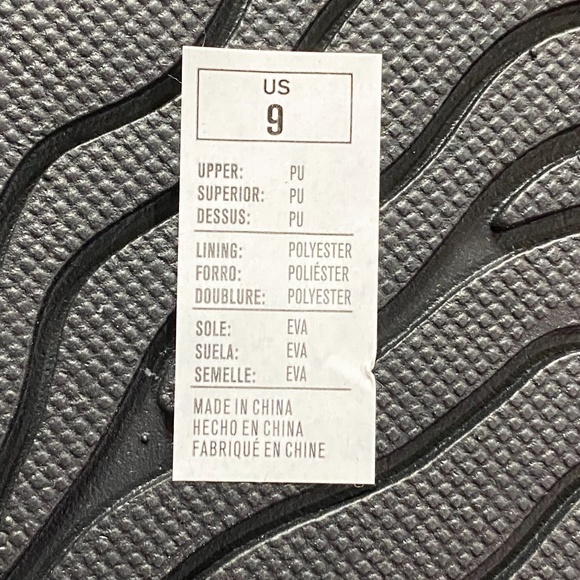 US
9
UPPER: PU
SUPERIOR: PU
DESSUS: PU
LINING: POLYESTER
FORRO: POLIÉSTER
DOUBLURE: POLYESTER
SOLE: EVA
SUELA: EVA
SEMELLE: EVA
MADE IN CHINA
HECHO EN CHINA
FABRIQUÉ EN CHINE